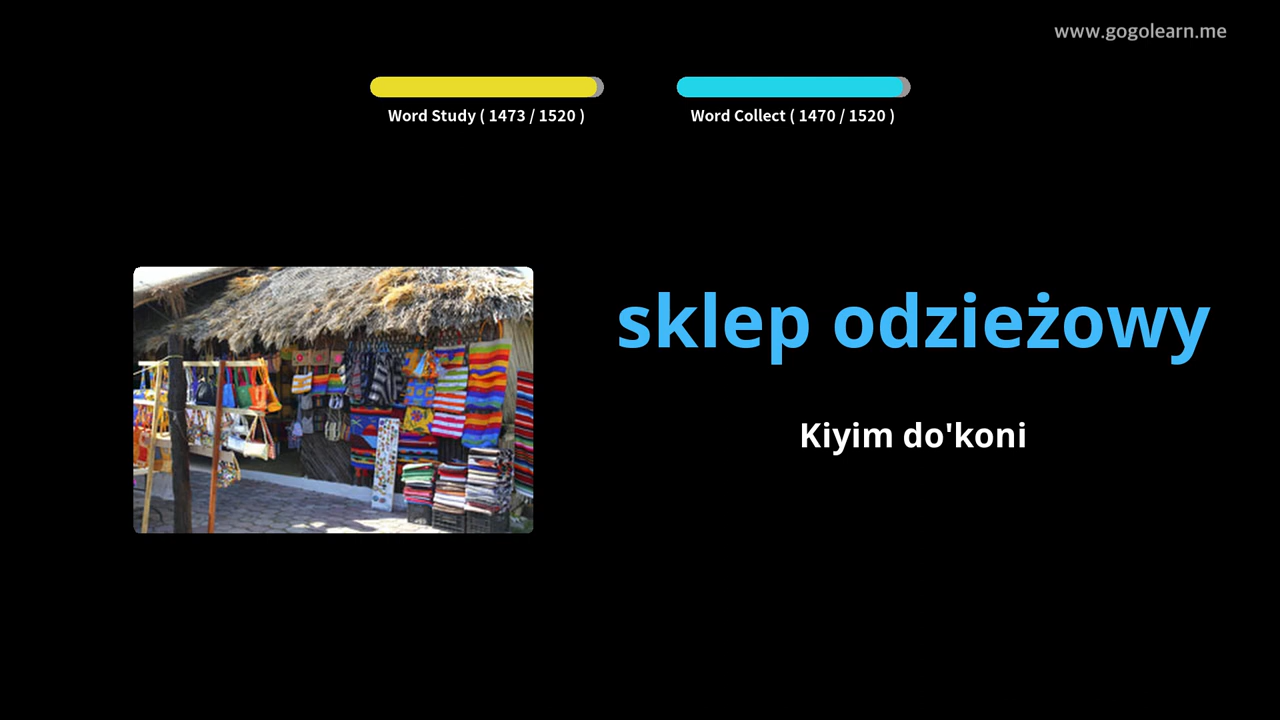 www.gogolearn.me
Word Study ( 1473 / 1520 )
Word Collect ( 1470 / 1520 )
sklep odzieżowy
Kiyim do'koni